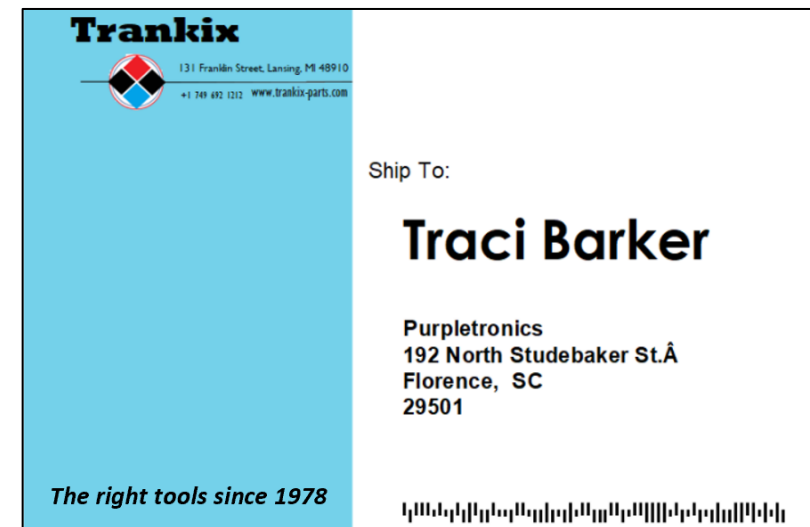 Trankix
131 Franklin Street, Lansing, MI 48910
+1 749 692 1212 www.trankix-parts.com
Ship To:
Traci Barker
Purpletronics
192 North Studebaker St.Â
Florence,  SC
29501
The right tools since 1978